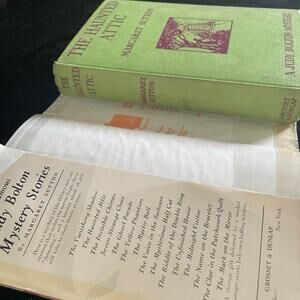 THE HAUNTED
ATTIC
MARGARET SUTTON
A JUDY BOLTON MYSTERY
THE
HAUNTED
ATTIC
MARGARET
SUTTON
GROSSET
& DUNLAP
Judy Bolton
Mystery Stories
By MARGARET SUTTON
The Vanishing Shadow
The Haunted Attic
The Invisible Chimes
Seven Strange Clues
The Ghost Parade
The Yellow Phantom
The Mystic Ball
The Voice in the Suitcase
The Mysterious Half Cat
The Riddle of the Double Ring
The Unfinished House
The Midnight Visitor
The Name on the Bracelet
The Clue in the Patchwork Quilt
The Mark on the Mirror
GROSSET & DUNLAP
New York